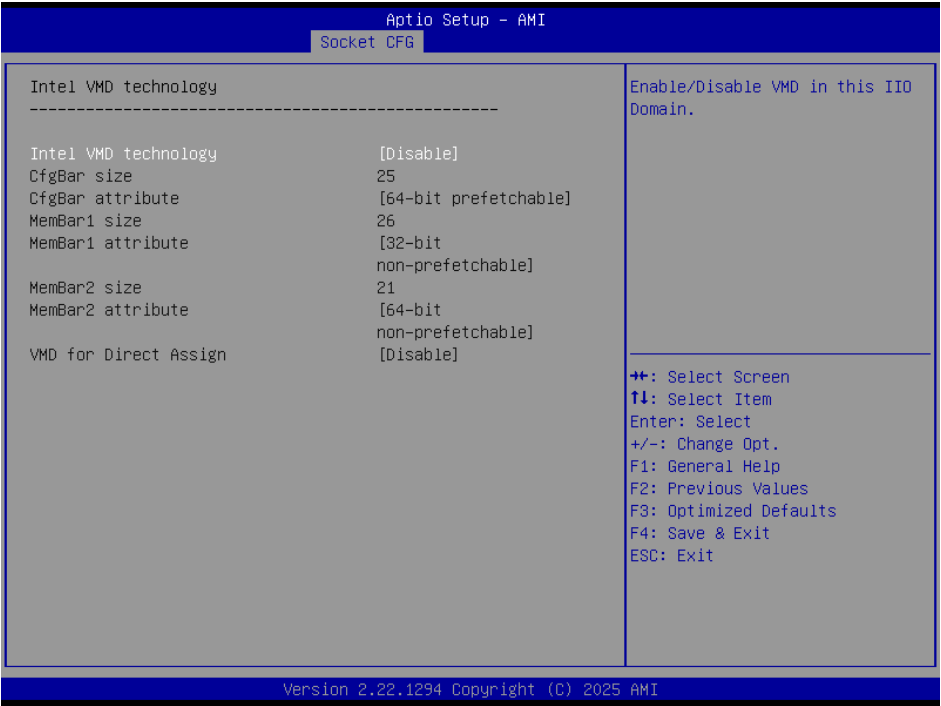 Aptio Setup – AMI
Socket CFG
Intel VMD technology
--------------------------------------------------
Intel VMD technology [Disable]
CfgBar size 25
CfgBar attribute [64-bit prefetchable]
MemBar1 size 26
MemBar1 attribute [32-bit
non-prefetchable]
MemBar2 size 21
MemBar2 attribute [64-bit
non-prefetchable]
VMD for Direct Assign [Disable]
Enable/Disable VMD in this IIO
Domain.
→←: Select Screen
↑↓: Select Item
Enter: Select
+/-: Change Opt.
F1: General Help
F2: Previous Values
F3: Optimized Defaults
F4: Save & Exit
ESC: Exit
Version 2.22.1294 Copyright (C) 2025 AMI